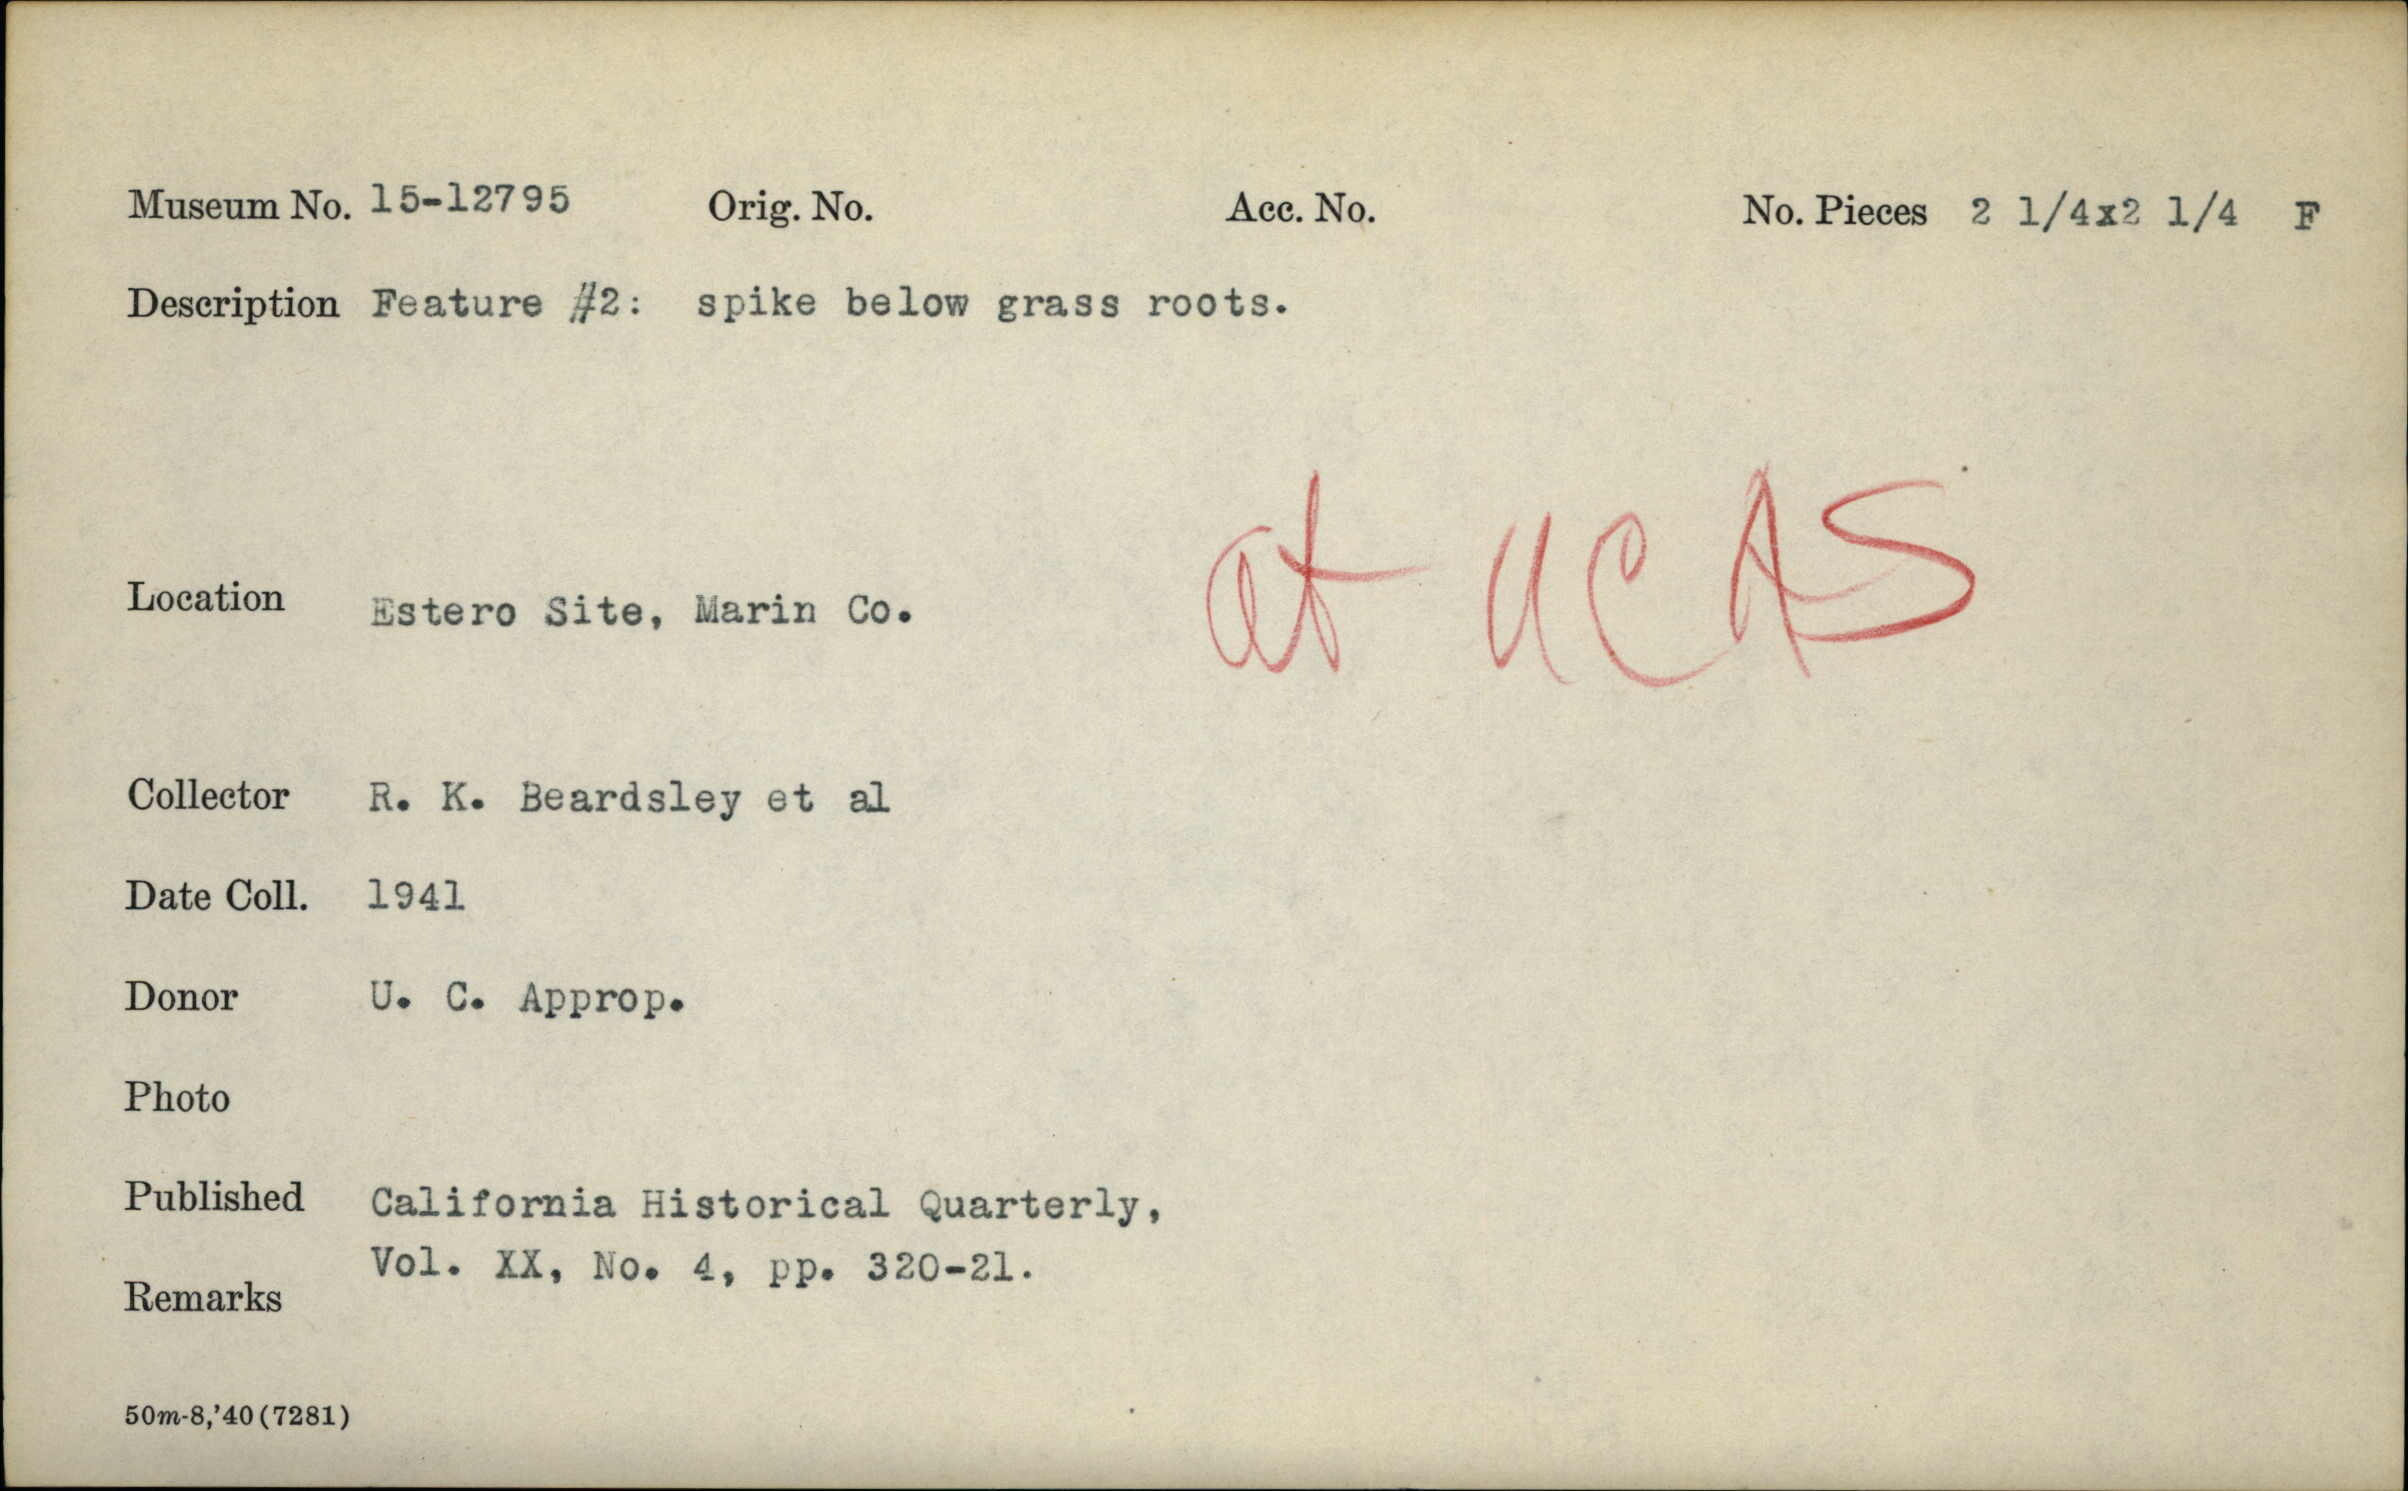 Museum No. 15-12795 Orig. No. Acc. No. No. Pieces 2 1/4x2 1/4 F
Description Feature #2: spike below grass roots.
at UCAS
Location Estero Site, Marin Co.
Collector R. K. Beardsley et al
Date Coll. 1941
Donor U. C. Approp.
Photo
Published California Historical Quarterly,
Vol. XX, No. 4, pp. 320-21.
Remarks
50m-8,'40(7281)